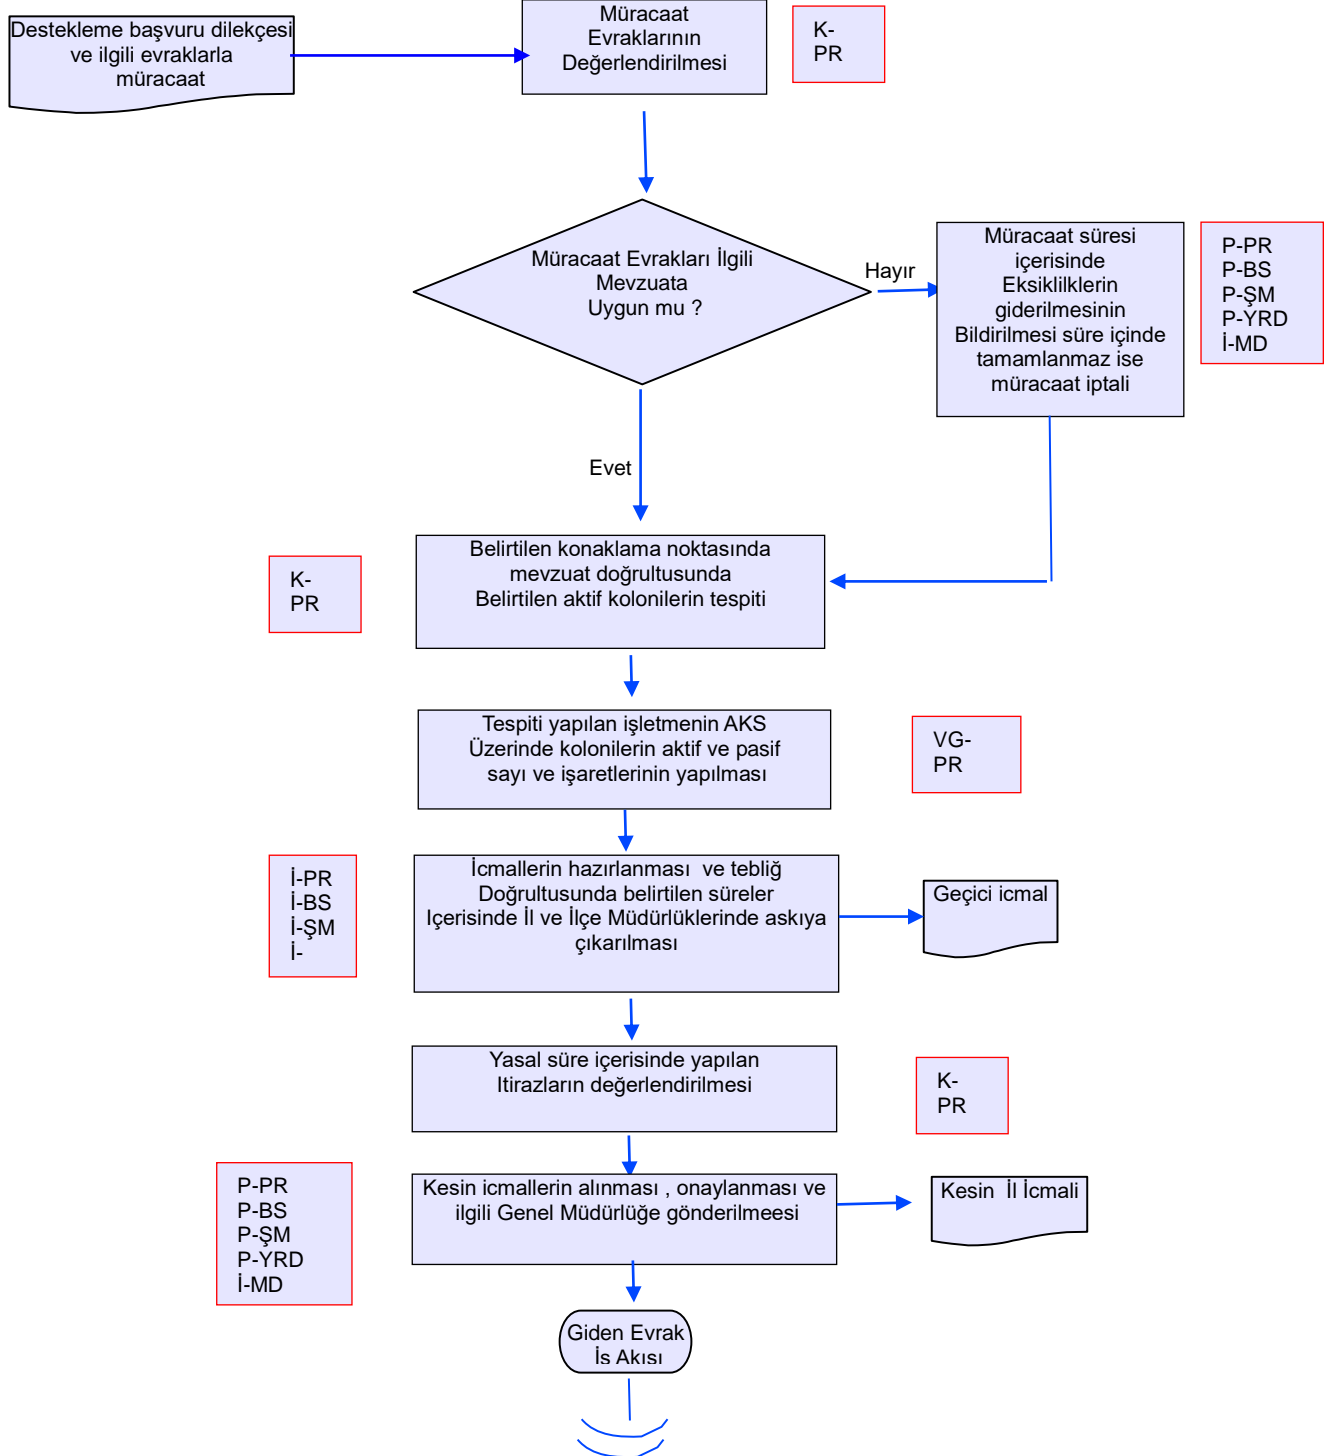 Destekleme başvuru dilekçesi
ve ilgili evraklarla
müracaat
Müracaat
Evraklarının
Değerlendirilmesi
K-
PR
Müracaat Evrakları İlgili
Mevzuata
Uygun mu ?
Hayır
Müracaat süresi
içerisinde
Eksiklilklerin
giderilmesinin
Bildirilmesi süre içinde
tamamlanmaz ise
müracaat iptali
P-PR
P-BS
P-ŞM
P-YRD
İ-MD
Evet
K-
PR
Belirtilen konaklama noktasında
mevzuat doğrultusunda
Belirtilen aktif kolonilerin tespiti
Tespiti yapılan işletmenin AKS
Üzerinde kolonilerin aktif ve pasif
sayı ve işaretlerinin yapılması
VG-
PR
İ-PR
İ-BS
İ-ŞM
İ-
İcmallerin hazırlanması  ve tebliğ
Doğrultusunda belirtilen süreler
Içerisinde İl ve İlçe Müdürlüklerinde askıya
çıkarılması
Geçici icmal
Yasal süre içerisinde yapılan
Itirazların değerlendirilmesi
K-
PR
P-PR
P-BS
P-ŞM
P-YRD
İ-MD
Kesin icmallerin alınması , onaylanması ve
ilgili Genel Müdürlüğe gönderilmeesi
Kesin  İl İcmali
Giden Evrak
İş Akışı